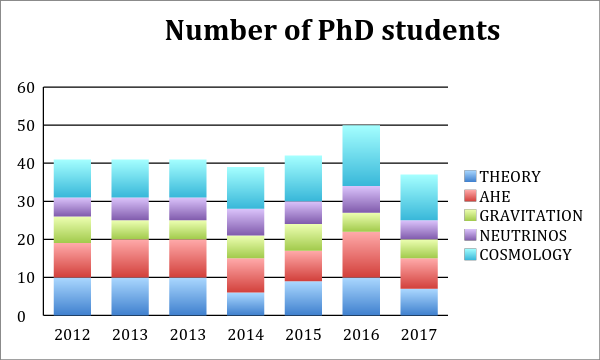 Number of PhD students
60
50
40
30
20
10
0
2012 2013 2013 2014 2015 2016 2017
THEORY
AHE
GRAVITATION
NEUTRINOS
COSMOLOGY